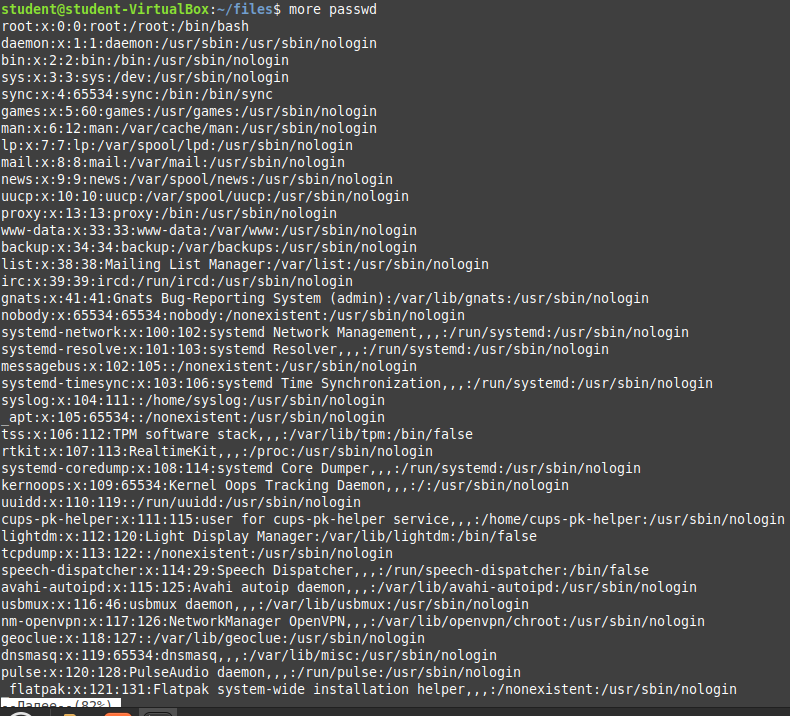 student@student-VirtualBox:~/files$ more passwd
root:x:0:0:root:/root:/bin/bash
daemon:x:1:1:daemon:/usr/sbin:/usr/sbin/nologin
bin:x:2:2:bin:/bin:/usr/sbin/nologin
sys:x:3:3:sys:/dev:/usr/sbin/nologin
sync:x:4:65534:sync:/bin:/bin/sync
games:x:5:60:games:/usr/games:/usr/sbin/nologin
man:x:6:12:man:/var/cache/man:/usr/sbin/nologin
lp:x:7:7:lp:/var/spool/lpd:/usr/sbin/nologin
mail:x:8:8:mail:/var/mail:/usr/sbin/nologin
news:x:9:9:news:/var/spool/news:/usr/sbin/nologin
uucp:x:10:10:uucp:/var/spool/uucp:/usr/sbin/nologin
proxy:x:13:13:proxy:/bin:/usr/sbin/nologin
www-data:x:33:33:www-data:/var/www:/usr/sbin/nologin
backup:x:34:34:backup:/var/backups:/usr/sbin/nologin
list:x:38:38:Mailing List Manager:/var/list:/usr/sbin/nologin
irc:x:39:39:ircd:/run/ircd:/usr/sbin/nologin
gnats:x:41:41:Gnats Bug-Reporting System (admin):/var/lib/gnats:/usr/sbin/nologin
nobody:x:65534:65534:nobody:/nonexistent:/usr/sbin/nologin
systemd-network:x:100:102:systemd Network Management,,,:/run/systemd:/usr/sbin/nologin
systemd-resolve:x:101:103:systemd Resolver,,,:/run/systemd:/usr/sbin/nologin
messagebus:x:102:105::/nonexistent:/usr/sbin/nologin
systemd-timesync:x:103:106:systemd Time Synchronization,,,:/run/systemd:/usr/sbin/nologin
syslog:x:104:111::/home/syslog:/usr/sbin/nologin
_apt:x:105:65534::/nonexistent:/usr/sbin/nologin
tss:x:106:112:TPM software stack,,,:/var/lib/tpm:/bin/false
rtkit:x:107:113:RealtimeKit,,,:/proc:/usr/sbin/nologin
systemd-coredump:x:108:114:systemd Core Dumper,,,:/run/systemd:/usr/sbin/nologin
kernoops:x:109:65534:Kernel Oops Tracking Daemon,,,:/:/usr/sbin/nologin
uuidd:x:110:119::/run/uuidd:/usr/sbin/nologin
cups-pk-helper:x:111:115:user for cups-pk-helper service,,,:/home/cups-pk-helper:/usr/sbin/nologin
lightdm:x:112:120:Light Display Manager:/var/lib/lightdm:/bin/false
tcpdump:x:113:122::/nonexistent:/usr/sbin/nologin
speech-dispatcher:x:114:29:Speech Dispatcher,,,:/run/speech-dispatcher:/bin/false
avahi-autoipd:x:115:125:Avahi autoip daemon,,,:/var/lib/avahi-autoipd:/usr/sbin/nologin
usbmux:x:116:46:usbmux daemon,,,:/var/lib/usbmux:/usr/sbin/nologin
nm-openvpn:x:117:126:NetworkManager OpenVPN,,,:/var/lib/openvpn/chroot:/usr/sbin/nologin
geoclue:x:118:127::/var/lib/geoclue:/usr/sbin/nologin
dnsmasq:x:119:65534:dnsmasq,,,:/var/lib/misc:/usr/sbin/nologin
pulse:x:120:128:PulseAudio daemon,,,:/run/pulse:/usr/sbin/nologin
_flatpak:x:121:131:Flatpak system-wide installation helper,,,:/nonexistent:/usr/sbin/nologin
--Далее--(82%)